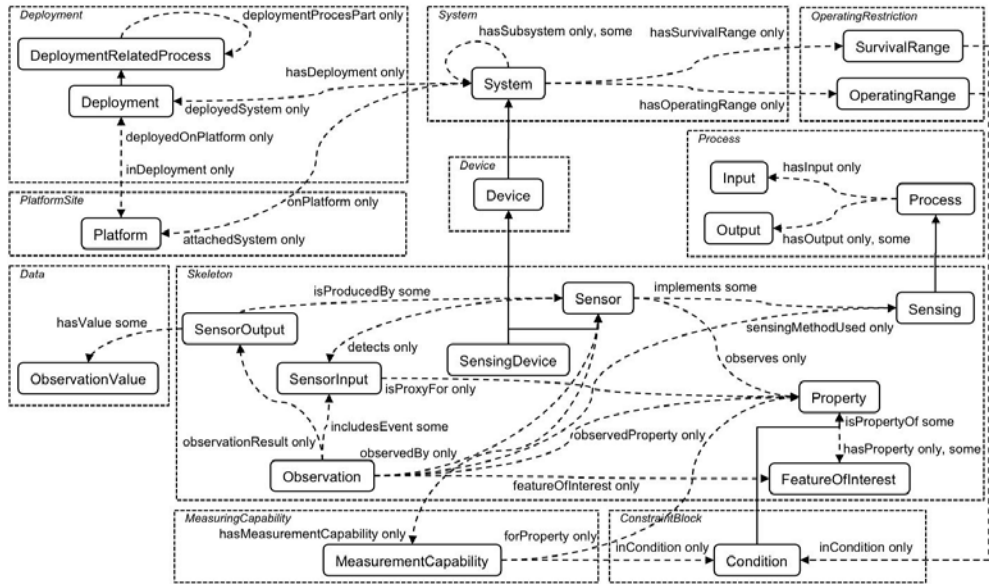 Deployment
deploymentProcesPart only
DeploymentRelatedProcess
Deployment
hasDeployment only
deployedSystem only
deployedOnPlatform only
inDeployment only
System
hasSubsystem only, some
System
hasSurvivalRange only
hasOperatingRange only
OperatingRestriction
SurvivalRange
OperatingRange
Process
hasInput only
Input
Process
Output
hasOutput only, some
Device
Device
PlatformSite
onPlatform only
Platform
attachedSystem only
Data
hasValue some
ObservationValue
Skeleton
isProducedBy some
Sensor
implements some
SensorOutput
Sensing
sensingMethodUsed only
detects only
SensingDevice
observes only
SensorInput
isProxyFor only
Property
isPropertyOf some
includesEvent some
observationResult only
observedBy only
observedProperty only
hasProperty only, some
Observation
featureOfInterest only
FeatureOfInterest
MeasuringCapability
hasMeasurementCapability only
forProperty only
MeasurementCapability
ConstraintBlock
inCondition only
Condition
inCondition only